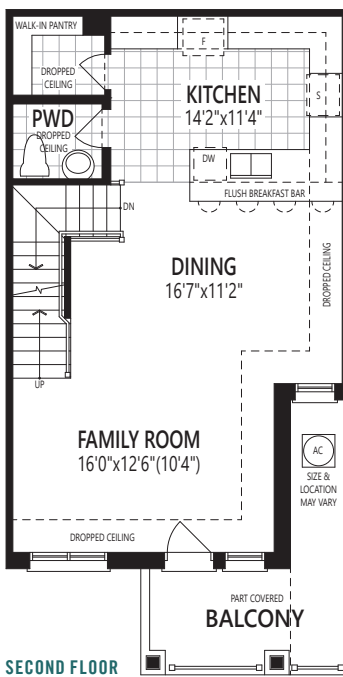 WALK-IN PANTRY
F
DROPPED
CEILING
KITCHEN
14'2"x11'4"
S
PWD
DROPPED
CEILING
DW
FLUSH BREAKFAST BAR
DN
DINING
16'7"x11'2"
DROPPED CEILING
UP
FAMILY ROOM
16'0"x12'6"(10'4")
AC
SIZE &
LOCATION
MAY VARY
DROPPED CEILING
PART COVERED
BALCONY
SECOND FLOOR